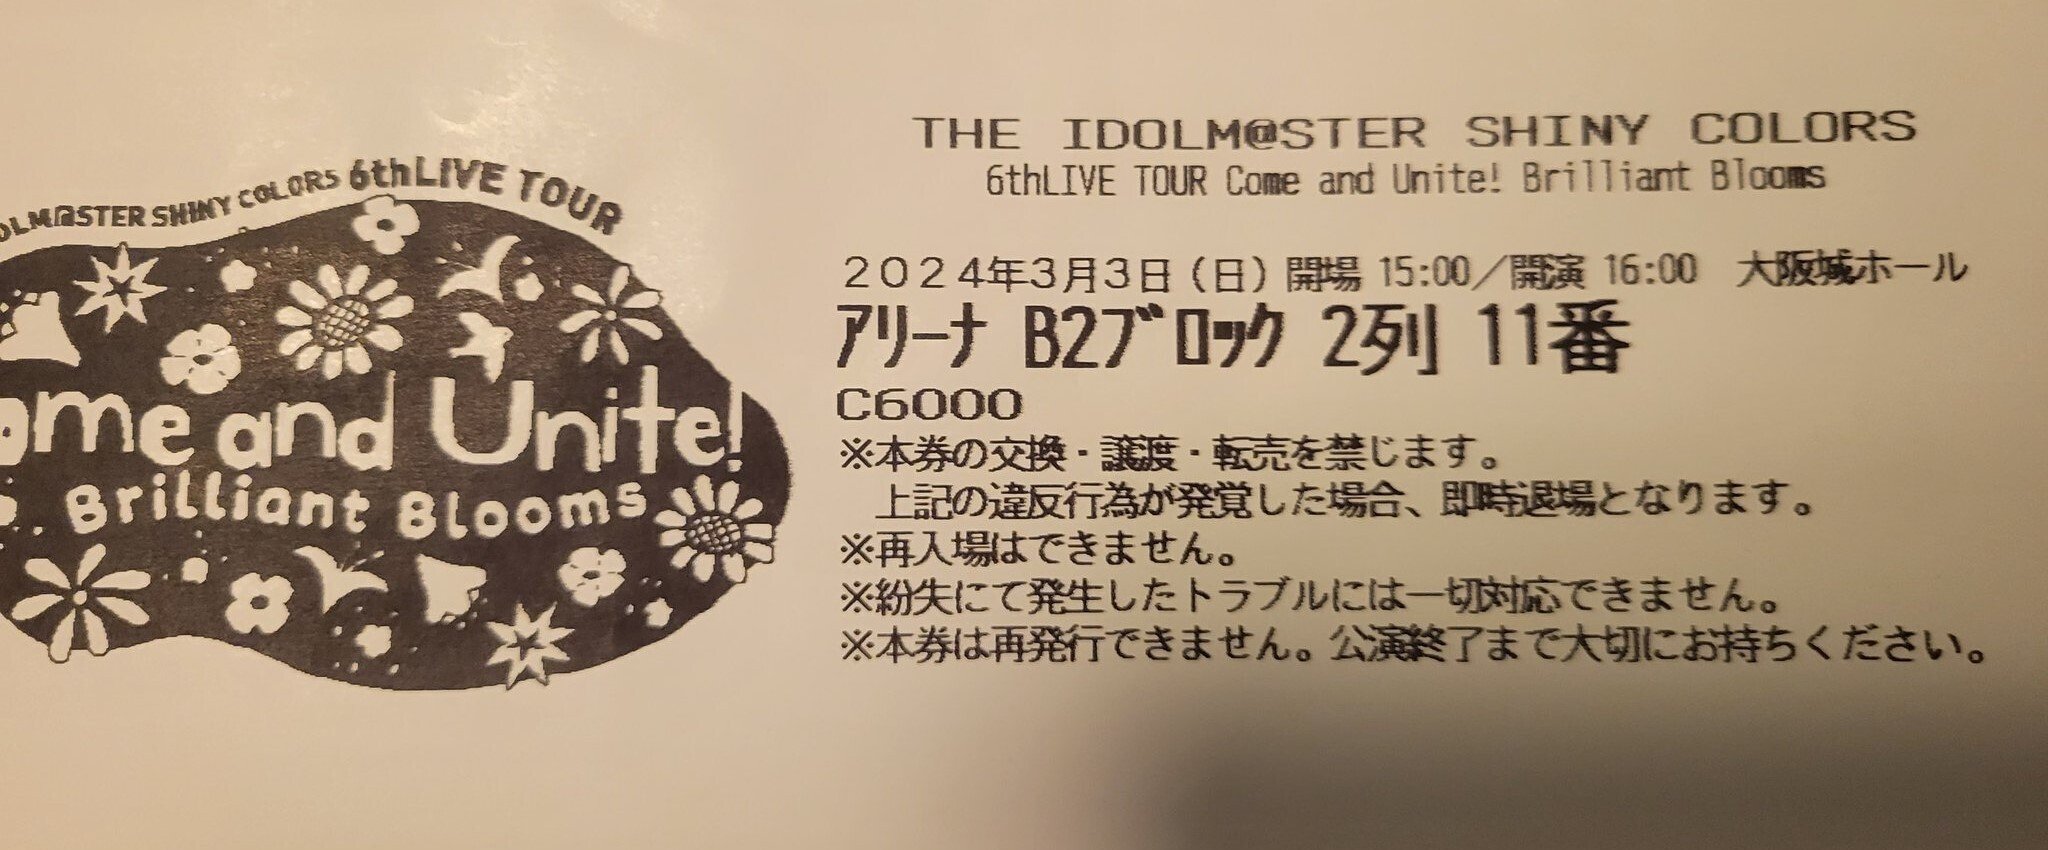 OLM@STER SHINY COLORS 6thLIVE TOUR
ome and Unite!
Brilliant Blooms
THE IDOLM@STER SHINY COLORS
6thLIVE TOUR Come and Unite! Brilliant Blooms
２０２４年３月３日（日）開場 15:00／開演 16:00 大阪城ホール
ｱﾘｰﾅ B2ﾌﾞﾛｯｸ 2列 11番
C6000
※本券の交換・譲渡・転売を禁じます。
上記の違反行為が発覚した場合、即時退場となります。
※再入場はできません。
※紛失にて発生したトラブルには一切対応できません。
※本券は再発行できません。公演終了まで大切にお持ちください。